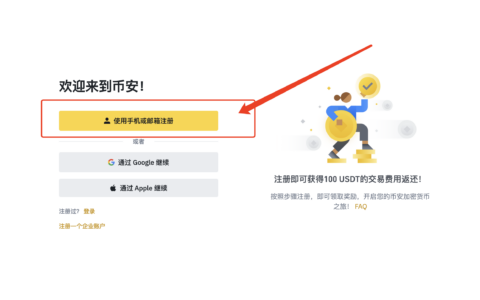 欢迎来到币安！
使用手机或邮箱注册
或者
通过 Google 继续
通过 Apple 继续
注册过？ 登录
注册一个企业账户
注册即可获得100 USDT的交易费用返还！
按照步骤注册，即可领取奖励，开启您的币安加密货币
之旅！ FAQ